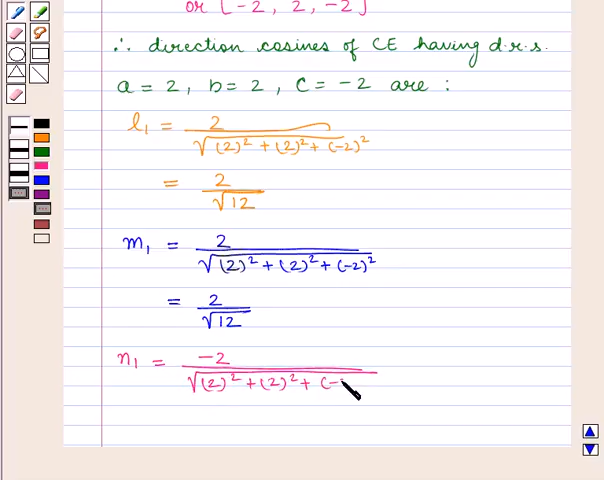 or [-2, 2, -2]
∴ direction cosines of CE having d.r.s.
a = 2, b = 2, c = -2 are :
l₁ = 2 / √((2)² + (2)² + (-2)²)
= 2 / √12
m₁ = 2 / √((2)² + (2)² + (-2)²)
= 2 / √12
n₁ = -2 / √((2)² + (2)² + (-